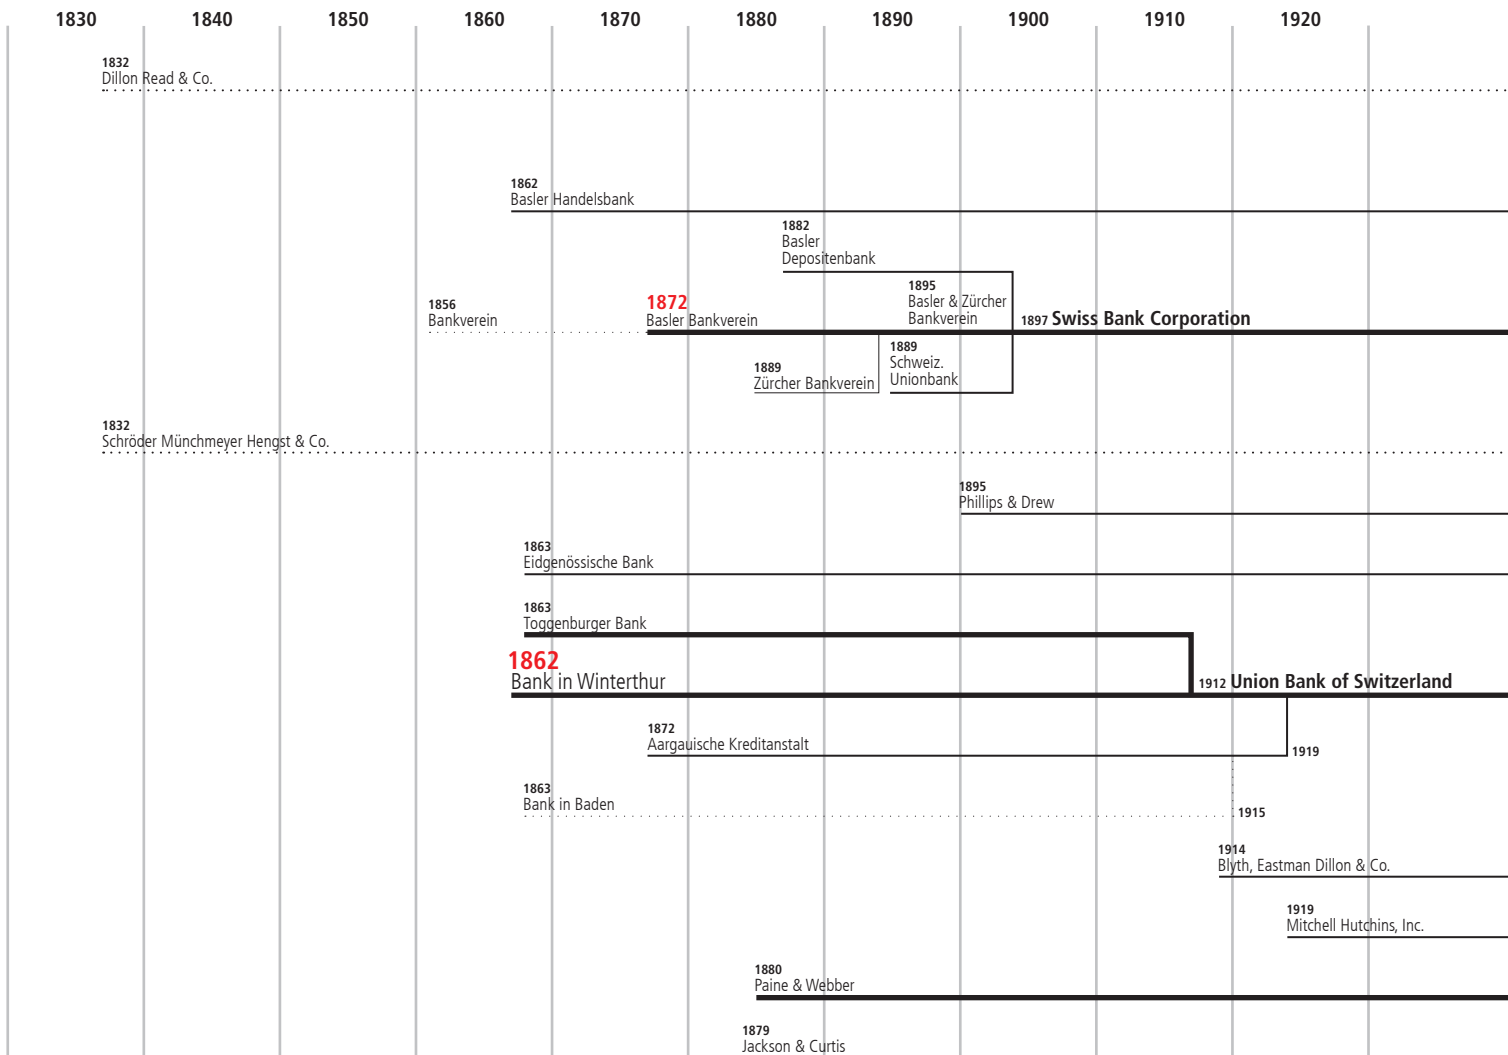 1830 1840 1850 1860 1870 1880 1890 1900 1910 1920
1832
Dillon Read & Co.
1862
Basler Handelsbank
1882
Basler
Depositenbank
1856
Bankverein
1872
Basler Bankverein
1895
Basler & Zürcher
Bankverein
1897 Swiss Bank Corporation
1889
Zürcher Bankverein
1889
Schweiz.
Unionbank
1832
Schröder Münchmeyer Hengst & Co.
1895
Phillips & Drew
1863
Eidgenössische Bank
1863
Toggenburger Bank
1862
Bank in Winterthur
1912 Union Bank of Switzerland
1872
Aargauische Kreditanstalt
1919
1863
Bank in Baden
1915
1914
Blyth, Eastman Dillon & Co.
1919
Mitchell Hutchins, Inc.
1880
Paine & Webber
1879
Jackson & Curtis